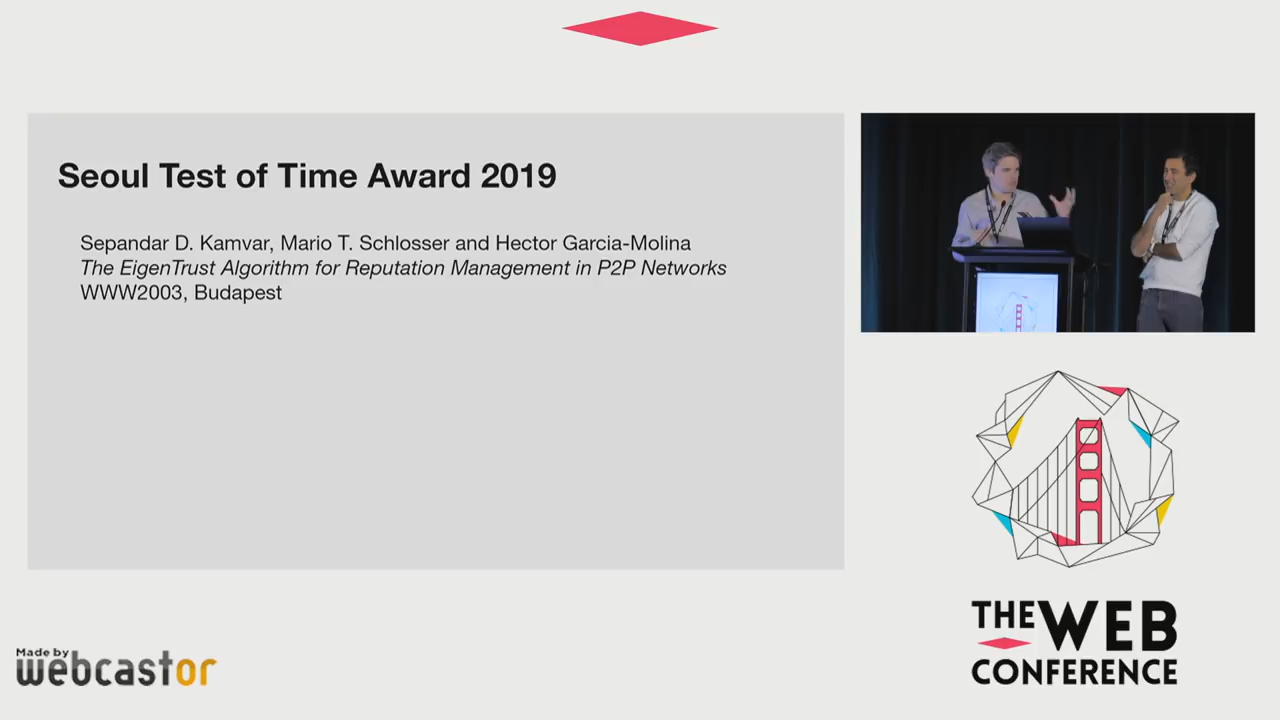 Seoul Test of Time Award 2019
Sepandar D. Kamvar, Mario T. Schlosser and Hector Garcia-Molina
The EigenTrust Algorithm for Reputation Management in P2P Networks
WWW2003, Budapest
THE WEB
CONFERENCE
Made by
webcastor